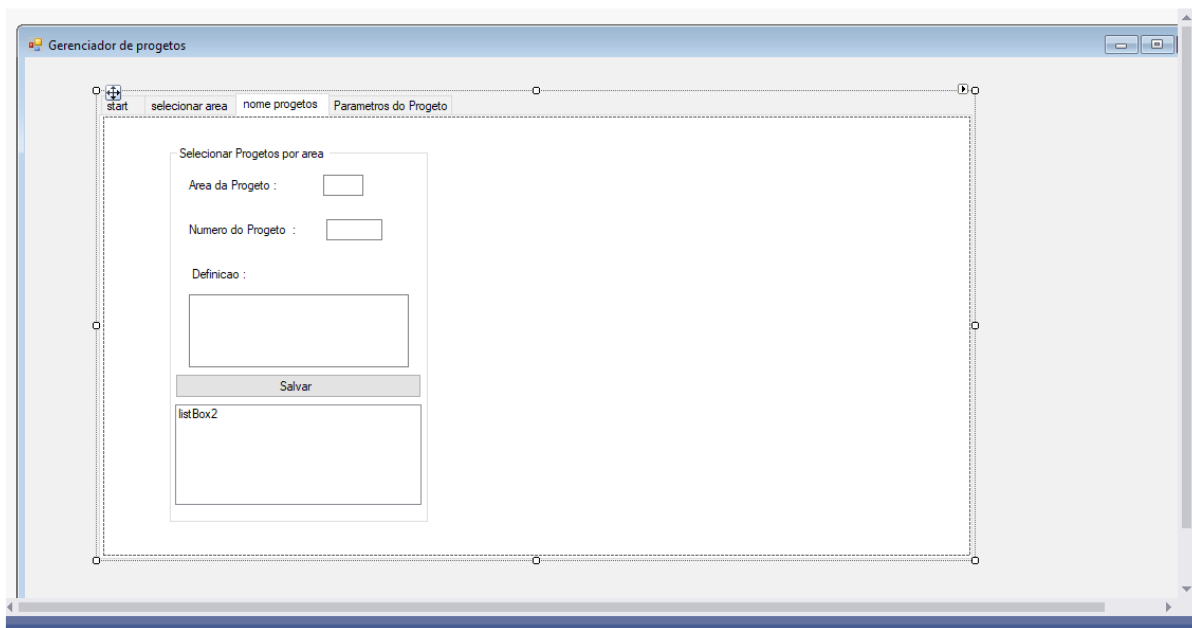 Gerenciador de progetos
start selecionar area nome progetos Parametros do Progeto
Selecionar Progetos por area
Area da Progeto :
Numero do Progeto :
Definicao :
Salvar
listBox2